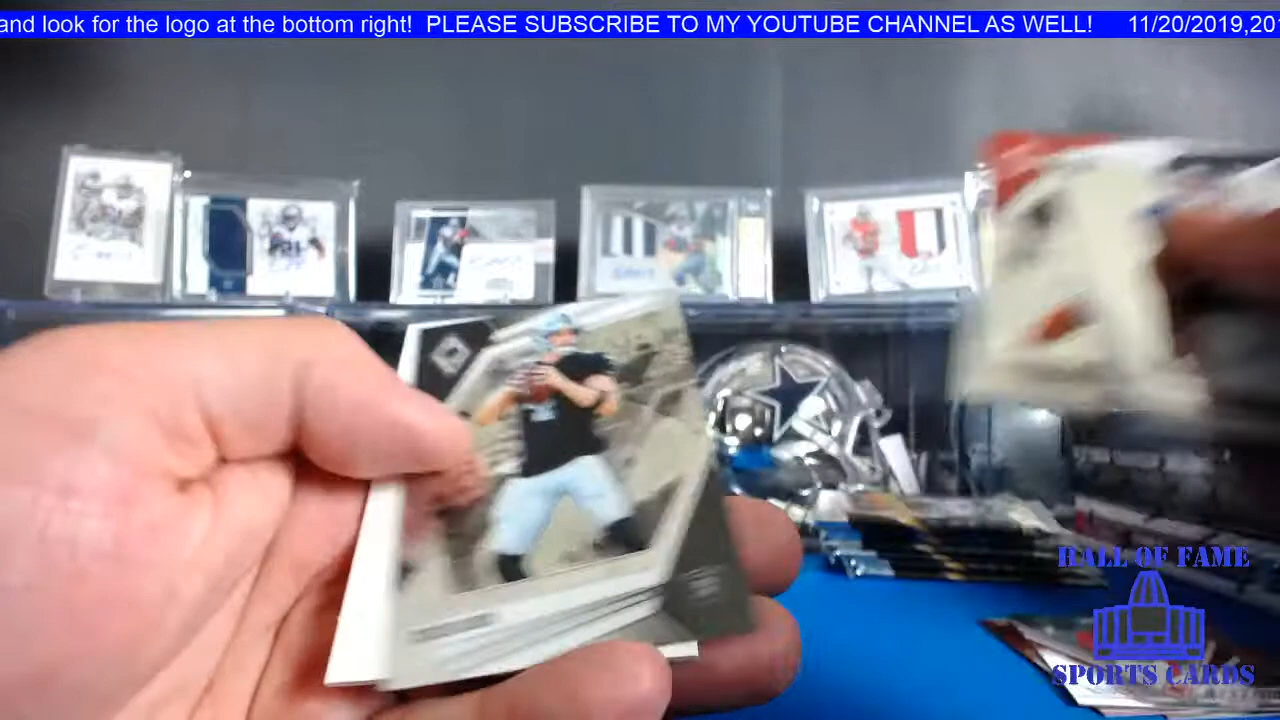 and look for the logo at the bottom right!  PLEASE SUBSCRIBE TO MY YOUTUBE CHANNEL AS WELL!      11/20/2019,20
HALL OF FAME
SPORTS CARDS